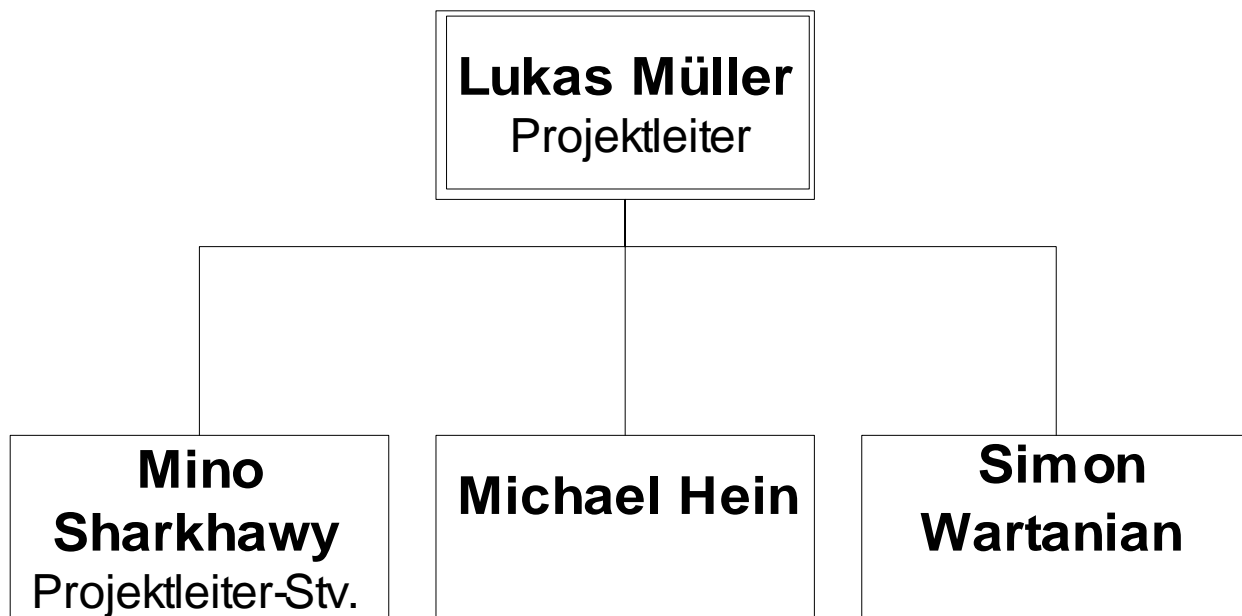 Lukas Müller
Projektleiter
Mino
Sharkhawy
Projektleiter-Stv.
Michael Hein
Simon
Wartanian